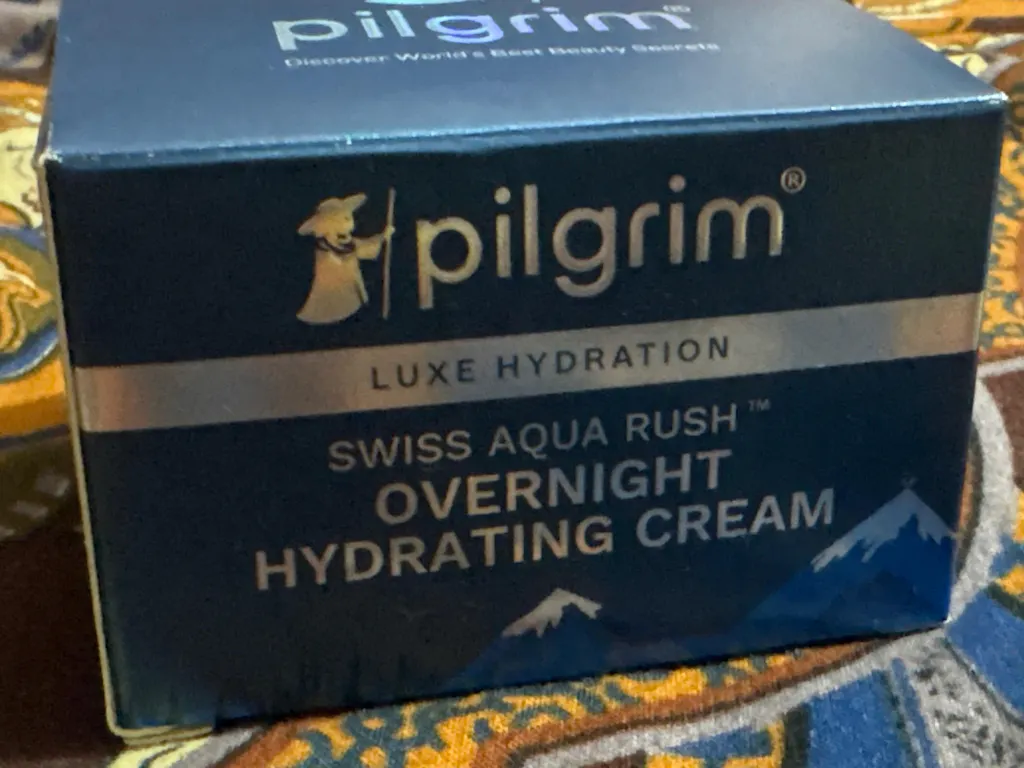 pilgrim®
Discover World's Best Beauty Secrets
pilgrim®
LUXE HYDRATION
SWISS AQUA RUSH™
OVERNIGHT
HYDRATING CREAM